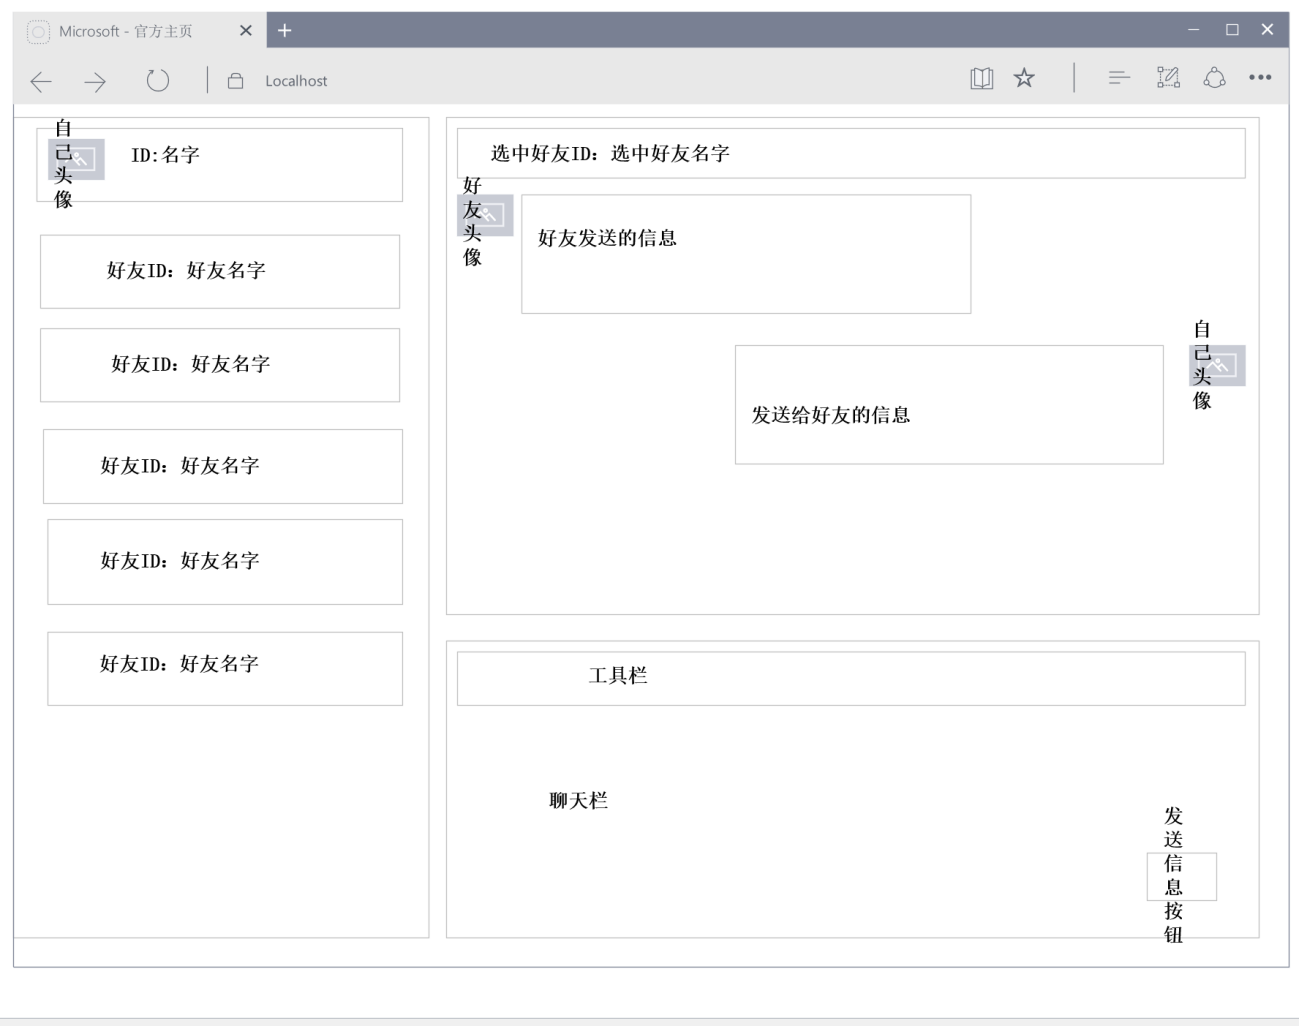 Microsoft - 官方主页
Localhost
自己头像
ID:名字
好友ID: 好友名字
好友ID: 好友名字
好友ID: 好友名字
好友ID: 好友名字
好友ID: 好友名字
选中好友ID: 选中好友名字
好友头像
好友发送的信息
自己头像
发送给好友的信息
工具栏
聊天栏
发送信息按钮